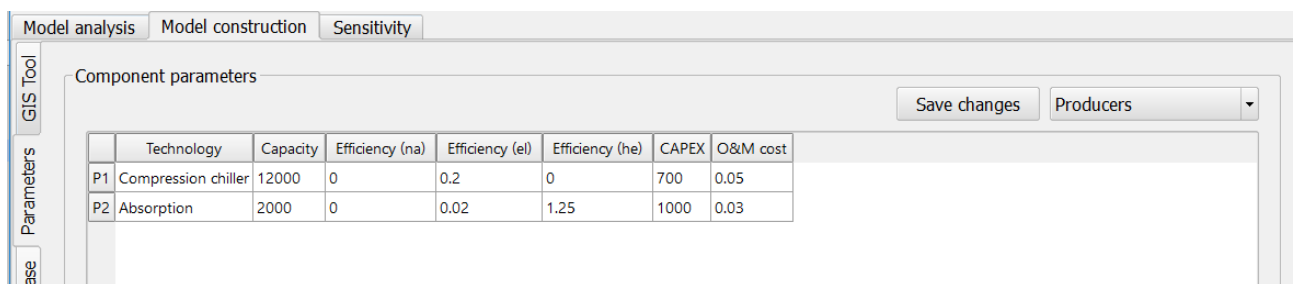 Model analysis Model construction Sensitivity
GIS Tool
Component parameters
Save changes Producers
Technology Capacity Efficiency (na) Efficiency (el) Efficiency (he) CAPEX O&M cost
P1 Compression chiller 12000 0 0.2 0 700 0.05
Parameters
P2 Absorption 2000 0 0.02 1.25 1000 0.03
ase